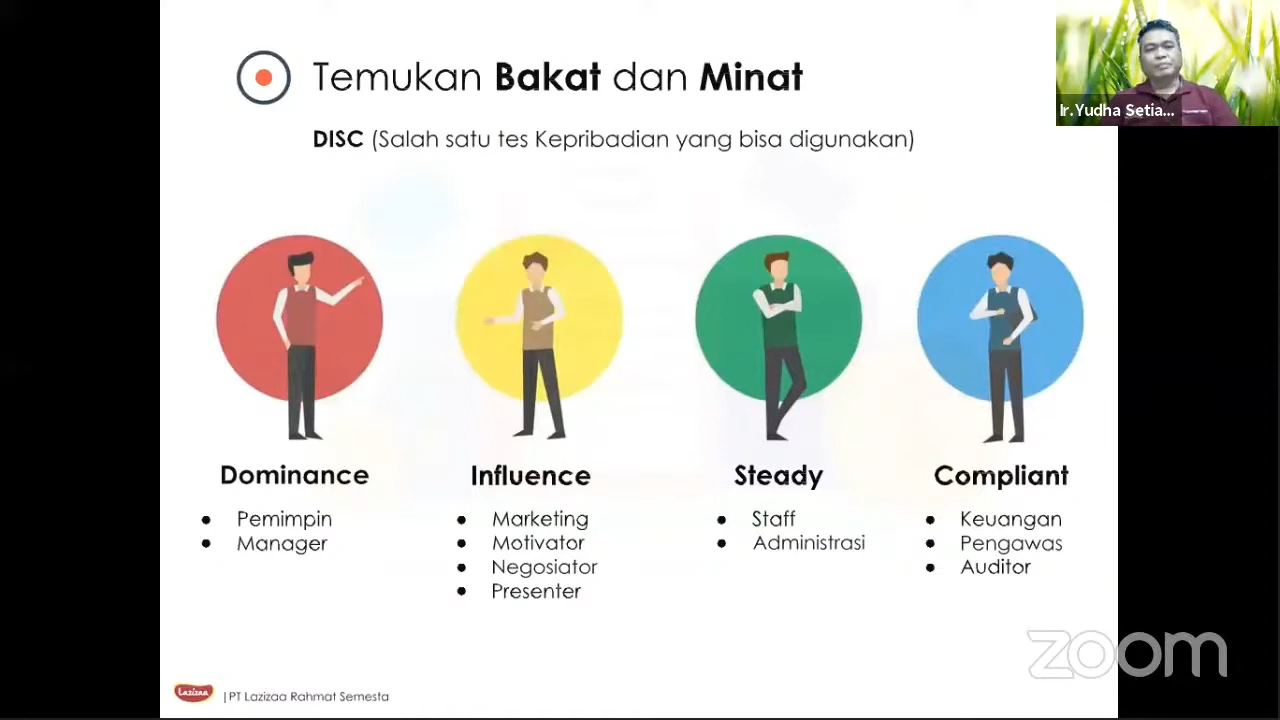 Temukan Bakat dan Minat
DISC (Salah satu tes Kepribadian yang bisa digunakan)
Ir.Yudha Setia...
Dominance
• Pemimpin
• Manager
Influence
• Marketing
• Motivator
• Negosiator
• Presenter
Steady
• Staff
• Administrasi
Compliant
• Keuangan
• Pengawas
• Auditor
zoom
Lazizaa
|PT Lazizaa Rahmat Semesta